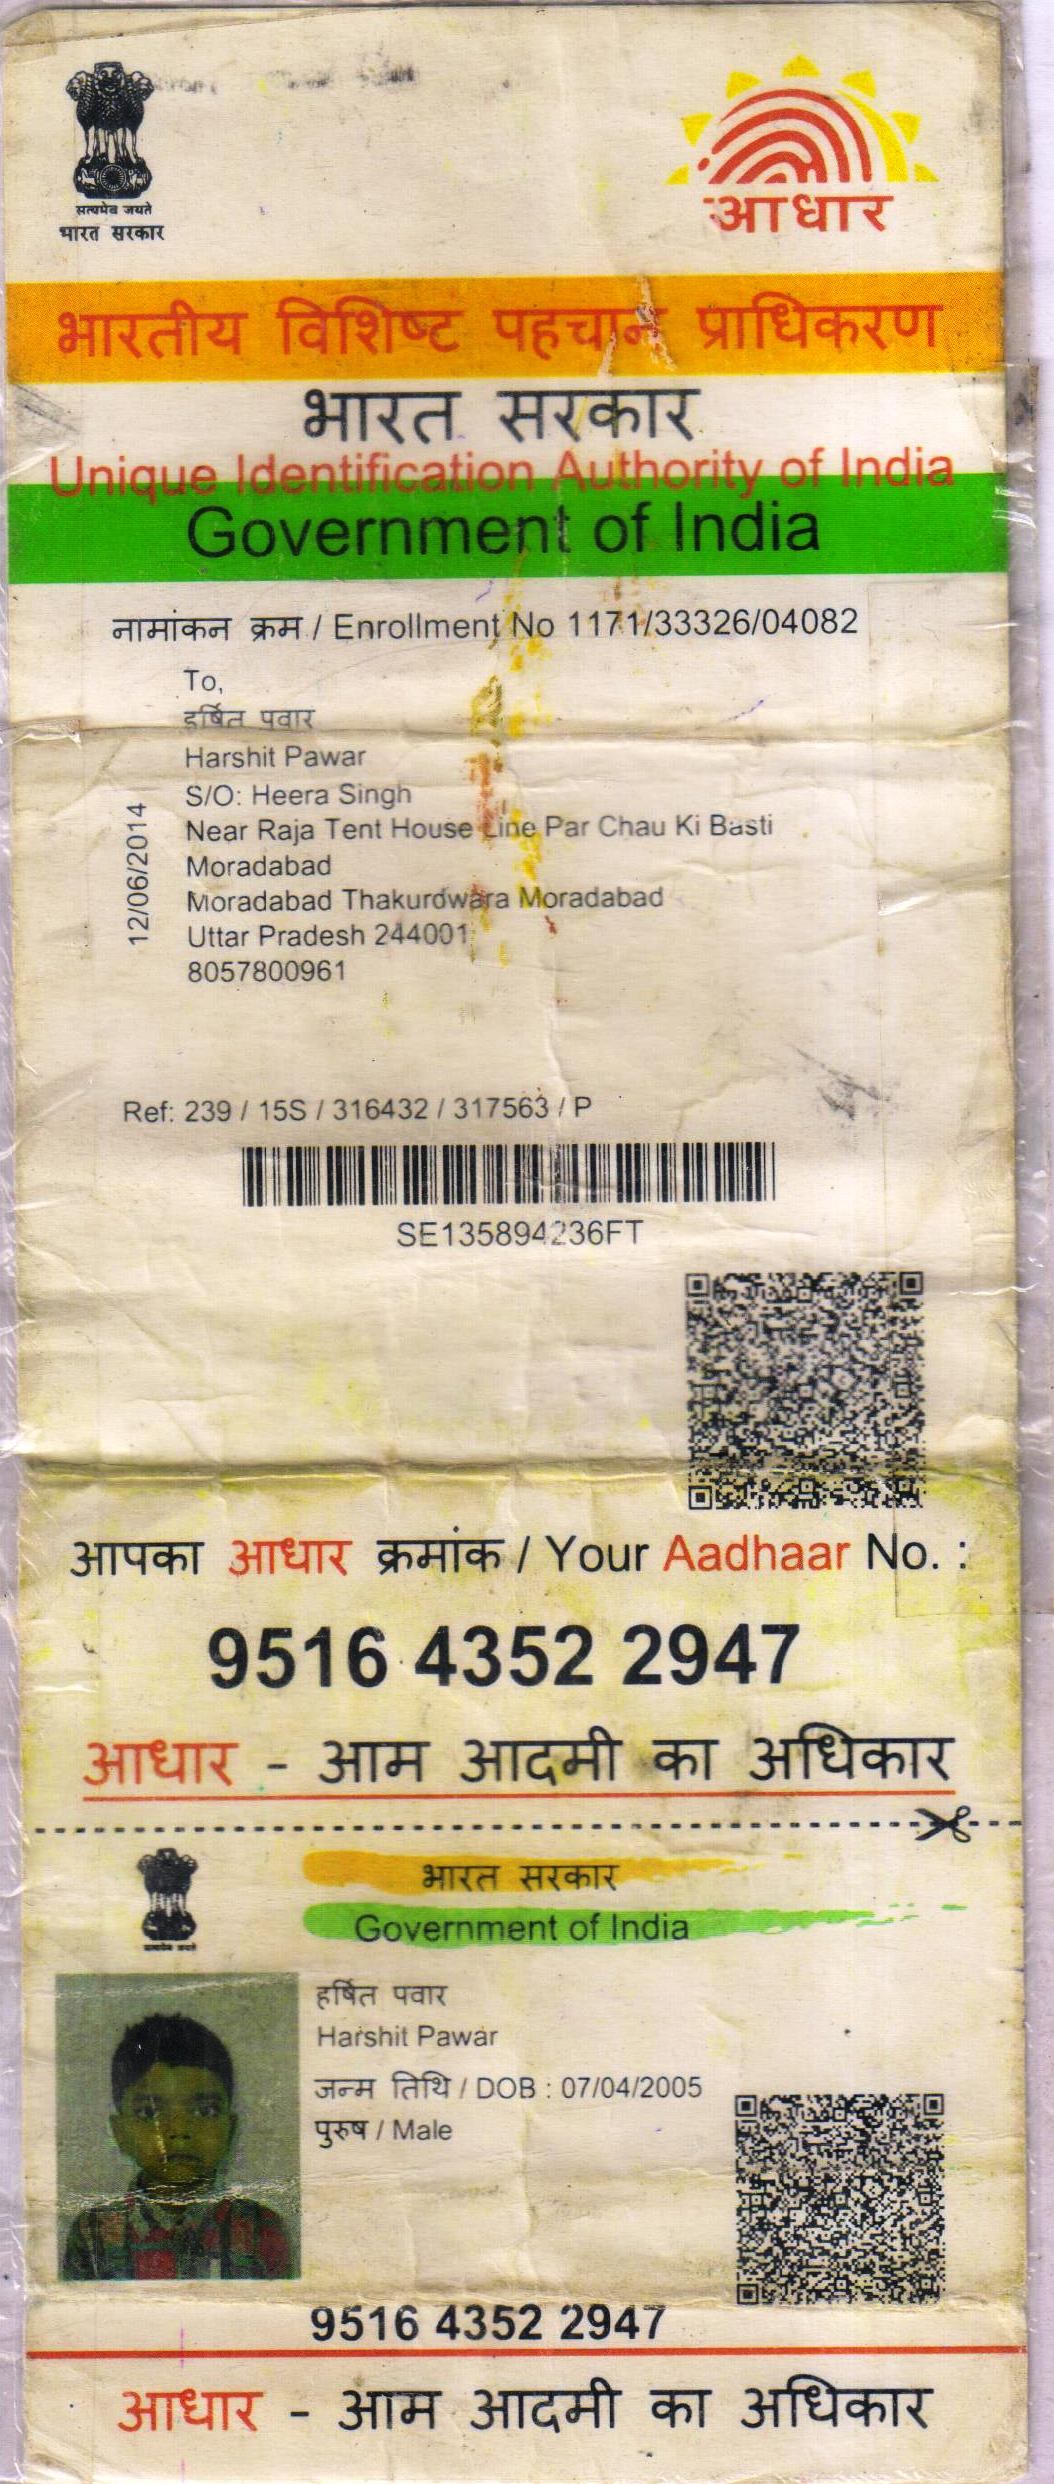 सत्यमेव जयते
भारत सरकार
आधार
भारतीय विशिष्ट पहचान प्राधिकरण
भारत सरकार
Unique Identification Authority of India
Government of India
नामांकन क्रम / Enrollment No 1171/33326/04082
To,
हर्षित पवार
Harshit Pawar
S/O: Heera Singh
Near Raja Tent House Line Par Chau Ki Basti
Moradabad
Moradabad Thakurdwara Moradabad
Uttar Pradesh 244001
8057800961
12/06/2014
Ref: 239 / 15S / 316432 / 317563 / P
SE135894236FT
आपका आधार क्रमांक / Your Aadhaar No. :
9516 4352 2947
आधार - आम आदमी का अधिकार
भारत सरकार
Government of India
हर्षित पवार
Harshit Pawar
जन्म तिथि / DOB : 07/04/2005
पुरुष / Male
9516 4352 2947
आधार - आम आदमी का अधिकार